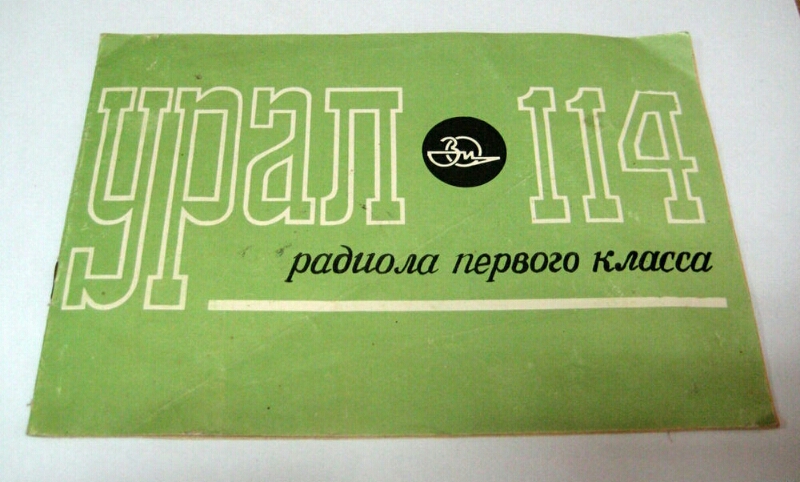 урал 114
радиола первого класса